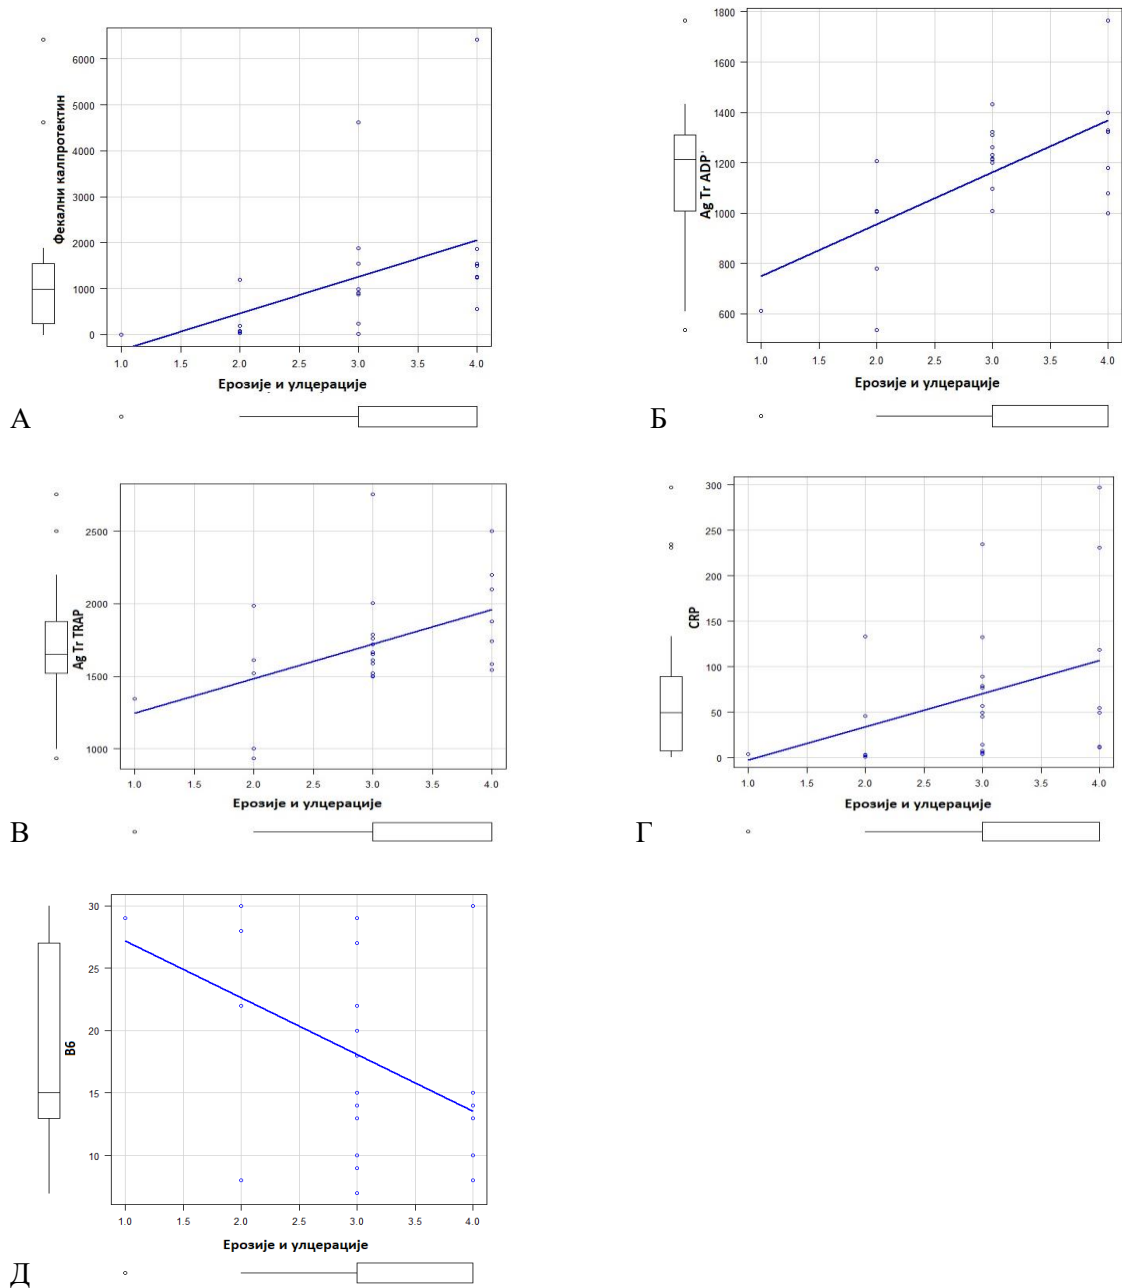 Фекални калпротектин
6000
5000
4000
3000
2000
1000
0
1.0 1.5 2.0 2.5 3.0 3.5 4.0
Ерозије и улцерације
А
Ag Tr ADP
1800
1600
1400
1200
1000
800
600
1.0 1.5 2.0 2.5 3.0 3.5 4.0
Ерозије и улцерације
Б
Ag Tr TRAP
2500
2000
1500
1000
1.0 1.5 2.0 2.5 3.0 3.5 4.0
Ерозије и улцерације
В
CRP
300
250
200
150
100
50
0
1.0 1.5 2.0 2.5 3.0 3.5 4.0
Ерозије и улцерације
Г
B6
30
25
20
15
10
1.0 1.5 2.0 2.5 3.0 3.5 4.0
Ерозије и улцерације
Д